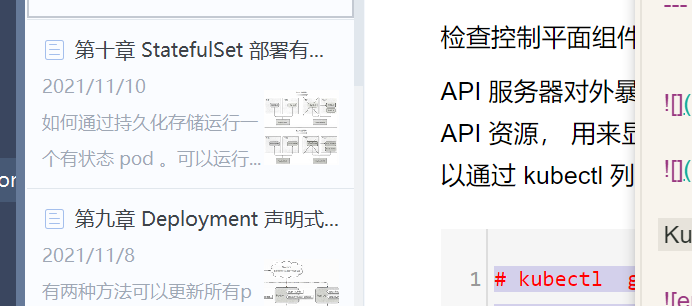 第十章 StatefulSet 部署有...
2021/11/10
如何通过持久化存储运行一
个有状态 pod 。可以运行...
第九章 Deployment 声明式...
2021/11/8
有两种方法可以更新所有p
or
检查控制平面组件
API 服务器对外暴
API 资源， 用来显
以通过 kubectl 列
1
# kubectl g
---
![](
![](
Ku
![e